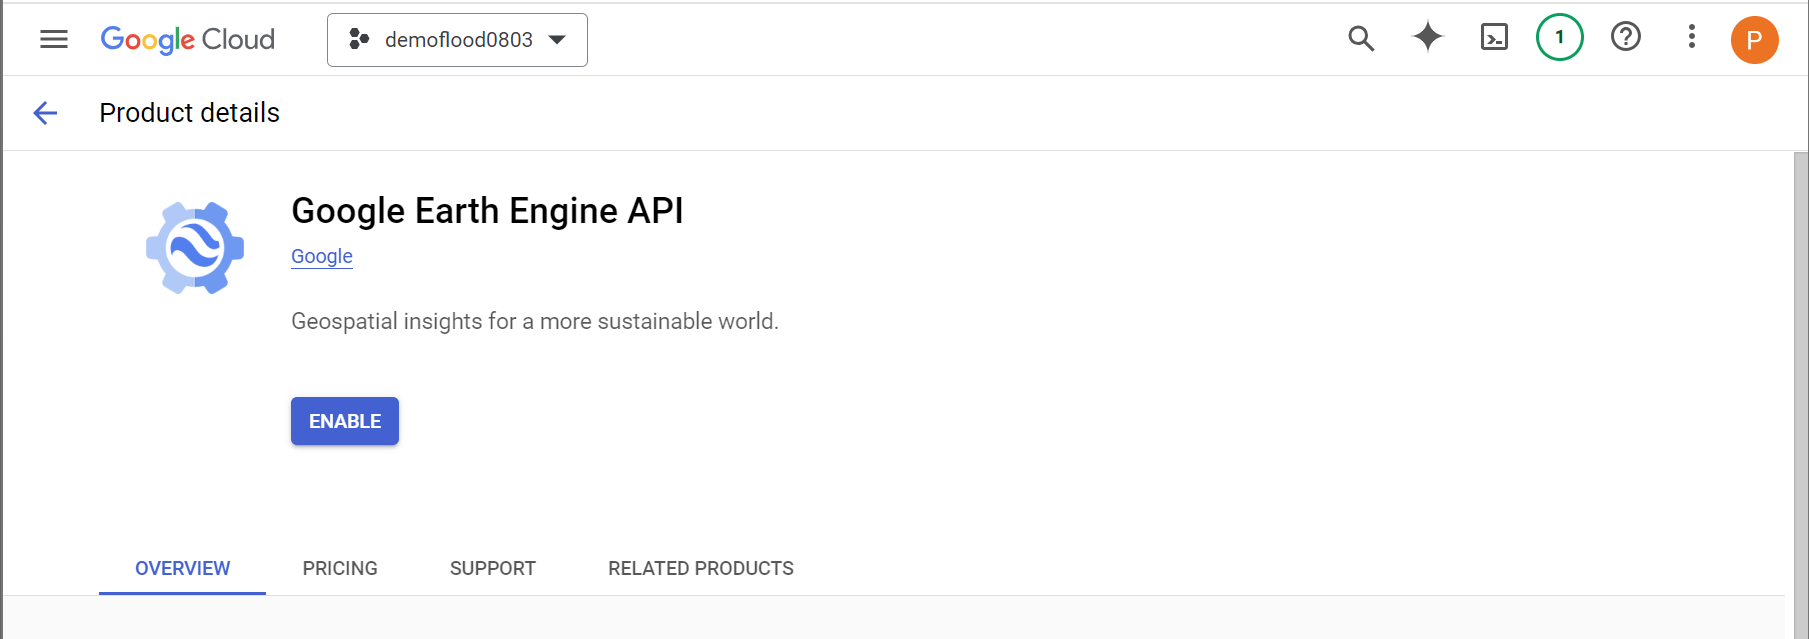 Google Cloud
demoflood0803
1
P
Product details
Google Earth Engine API
Google
Geospatial insights for a more sustainable world.
ENABLE
OVERVIEW PRICING SUPPORT RELATED PRODUCTS